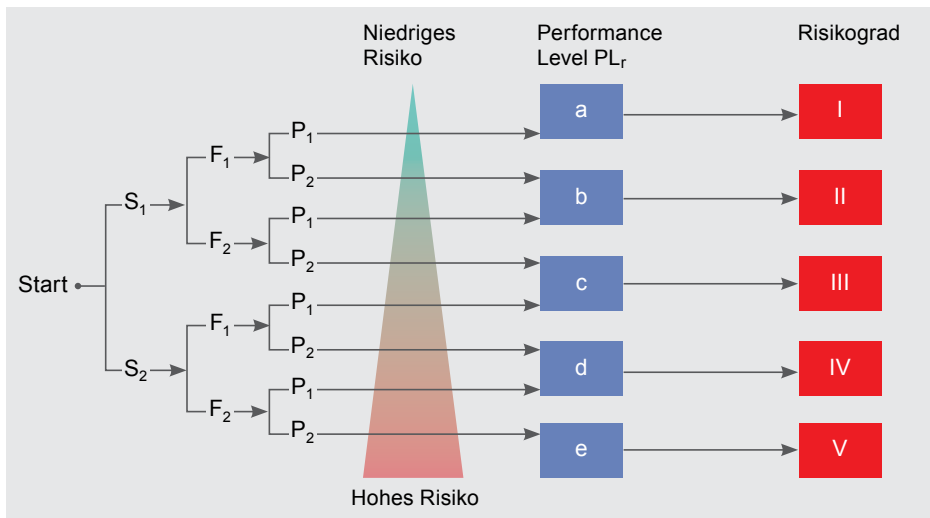 Niedriges
Risiko
Performance
Level PLr
Risikograd
a
I
P1
F1
P2
b
II
S1
P1
F2
P2
c
III
Start
P1
F1
P2
d
IV
S2
P1
F2
P2
e
V
Hohes Risiko